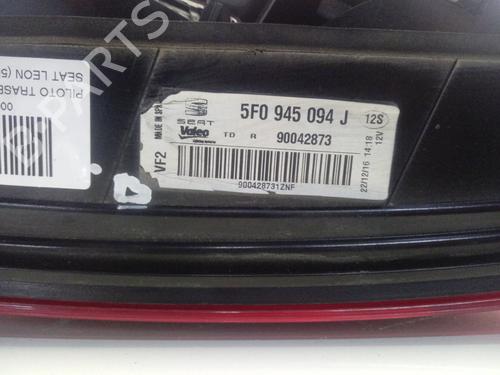 00
PILOTO TRASE
SEAT LEON (5
MADE IN
SEAT
Valeo
VF2
5F0 945 094 J
TD R 90042873
900428731ZNF
12S
12V
22/12/16 14:18
PARTS